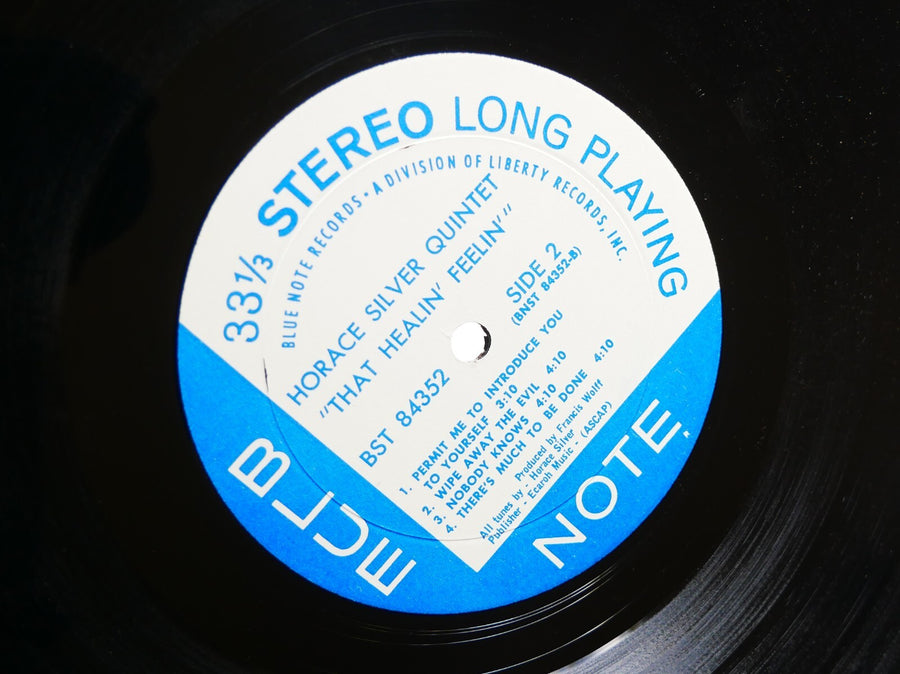 33 1/3 STEREO LONG PLAYING
BLUE NOTE RECORDS • A DIVISION OF LIBERTY RECORDS, INC.
HORACE SILVER QUINTET
"THAT HEALIN' FEELIN'"
BST 84352
SIDE 2
(BNST 84352-B)
1. PERMIT ME TO INTRODUCE YOU
TO YOURSELF 3:10
2. WIPE AWAY THE EVIL 4:10
3. NOBODY KNOWS 4:10
4. THERE'S MUCH TO BE DONE 4:10
Produced by Francis Wolff
All tunes by - Horace Silver
Publisher - Ecaroh Music - (ASCAP)
BLUE
NOTE